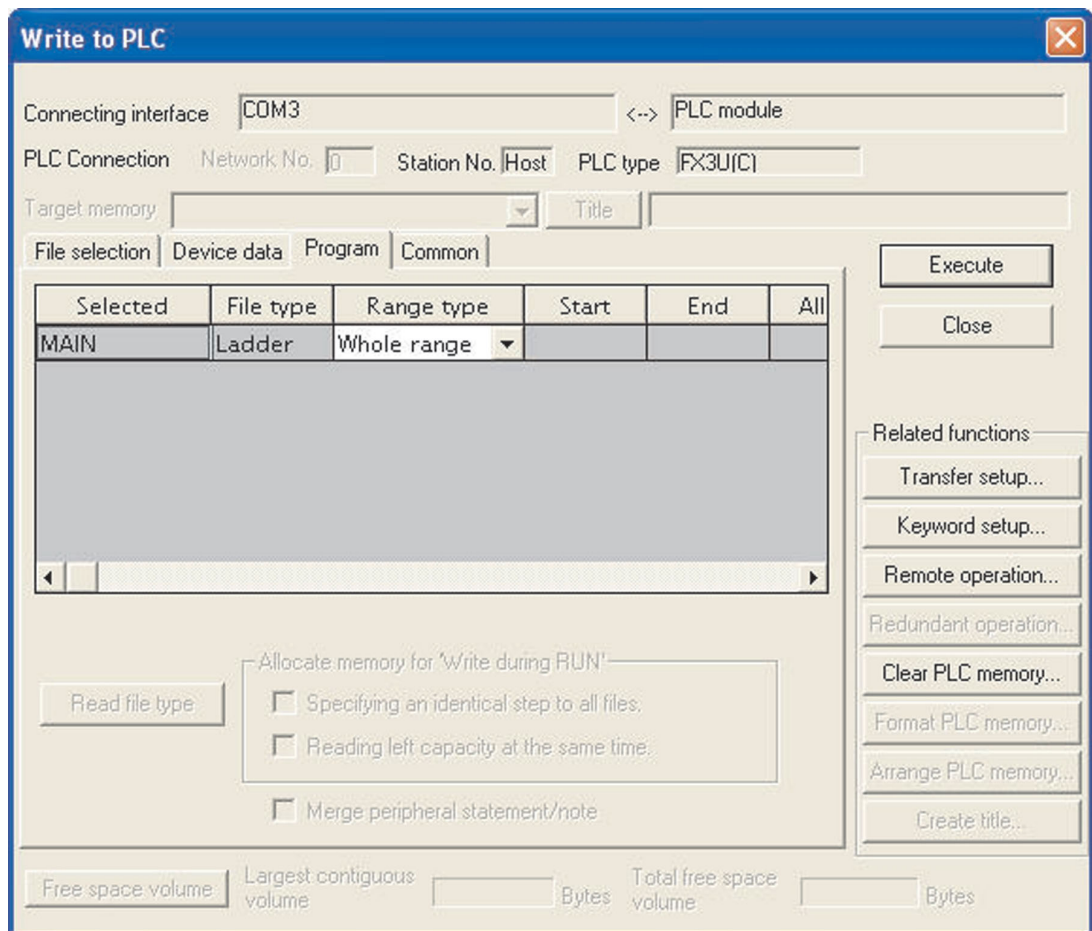 Write to PLC
Connecting interface COM3 <--> PLC module
PLC Connection Network No. 0 Station No. Host PLC type FX3U(C)
Target memory Title
File selection Device data Program Common
Execute
Close
Selected File type Range type Start End All
MAIN Ladder Whole range
Related functions
Transfer setup...
Keyword setup...
Remote operation...
Redundant operation...
Clear PLC memory...
Format PLC memory...
Arrange PLC memory...
Create title...
Allocate memory for 'Write during RUN'
Read file type
Specifying an identical step to all files.
Reading left capacity at the same time.
Merge peripheral statement/note
Free space volume
Largest contiguous
volume
Bytes
Total free space
volume
Bytes